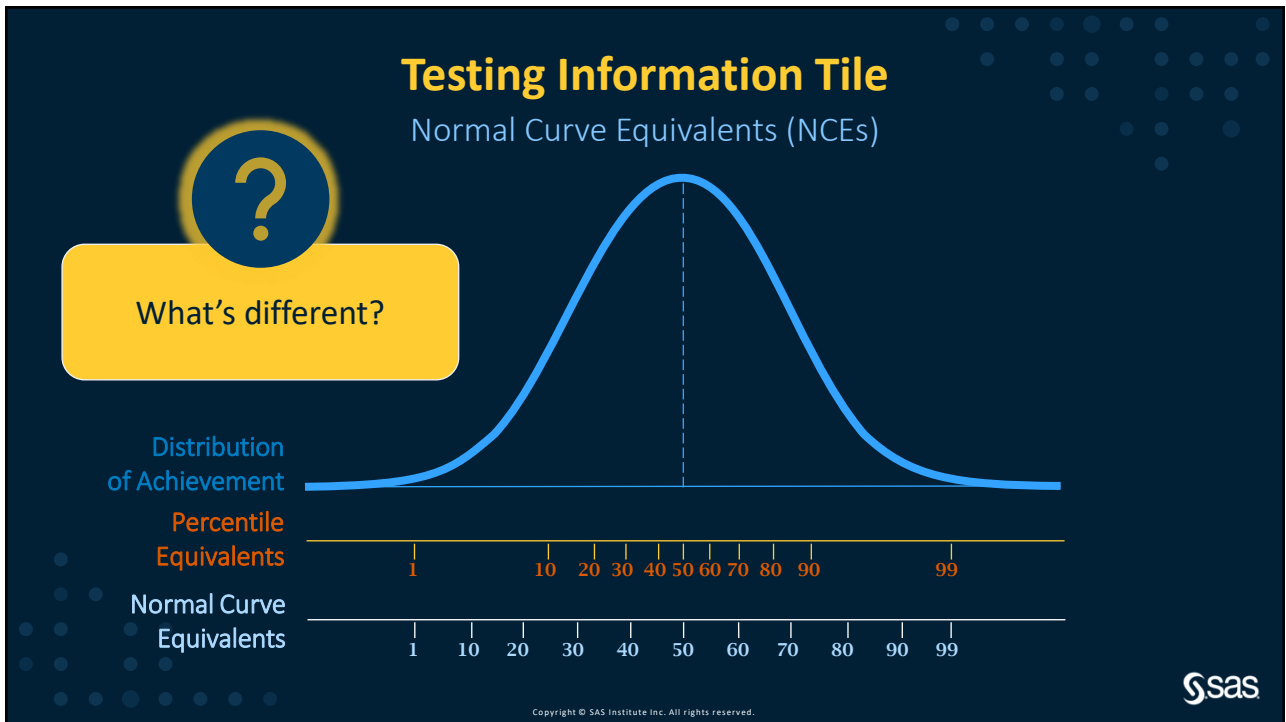 Testing Information Tile
Normal Curve Equivalents (NCEs)
?
What's different?
Distribution
of Achievement
Percentile
Equivalents
1 10 20 30 40 50 60 70 80 90 99
Normal Curve
Equivalents
1 10 20 30 40 50 60 70 80 90 99
sas
Copyright © SAS Institute Inc. All rights reserved.